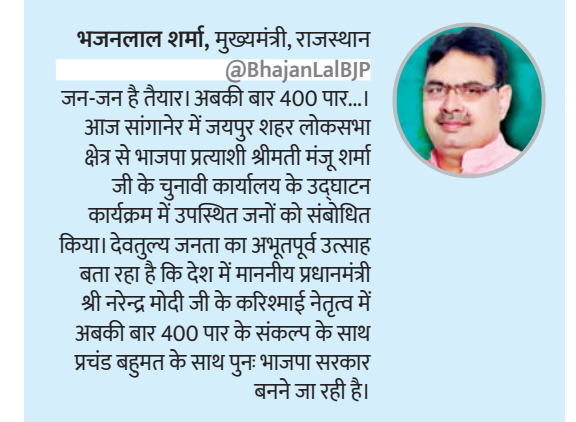 भजनलाल शर्मा, मुख्यमंत्री, राजस्थान
@BhajanLalBJP
जन-जन है तैयार। अबकी बार 400 पार...।
आज सांगानेर में जयपुर शहर लोकसभा
क्षेत्र से भाजपा प्रत्याशी श्रीमती मंजू शर्मा
जी के चुनावी कार्यालय के उद्घाटन
कार्यक्रम में उपस्थित जनों को संबोधित
किया। देवतुल्य जनता का अभूतपूर्व उत्साह
बता रहा है कि देश में माननीय प्रधानमंत्री
श्री नरेन्द्र मोदी जी के करिश्माई नेतृत्व में
अबकी बार 400 पार के संकल्प के साथ
प्रचंड बहुमत के साथ पुनः भाजपा सरकार
बनने जा रही है।